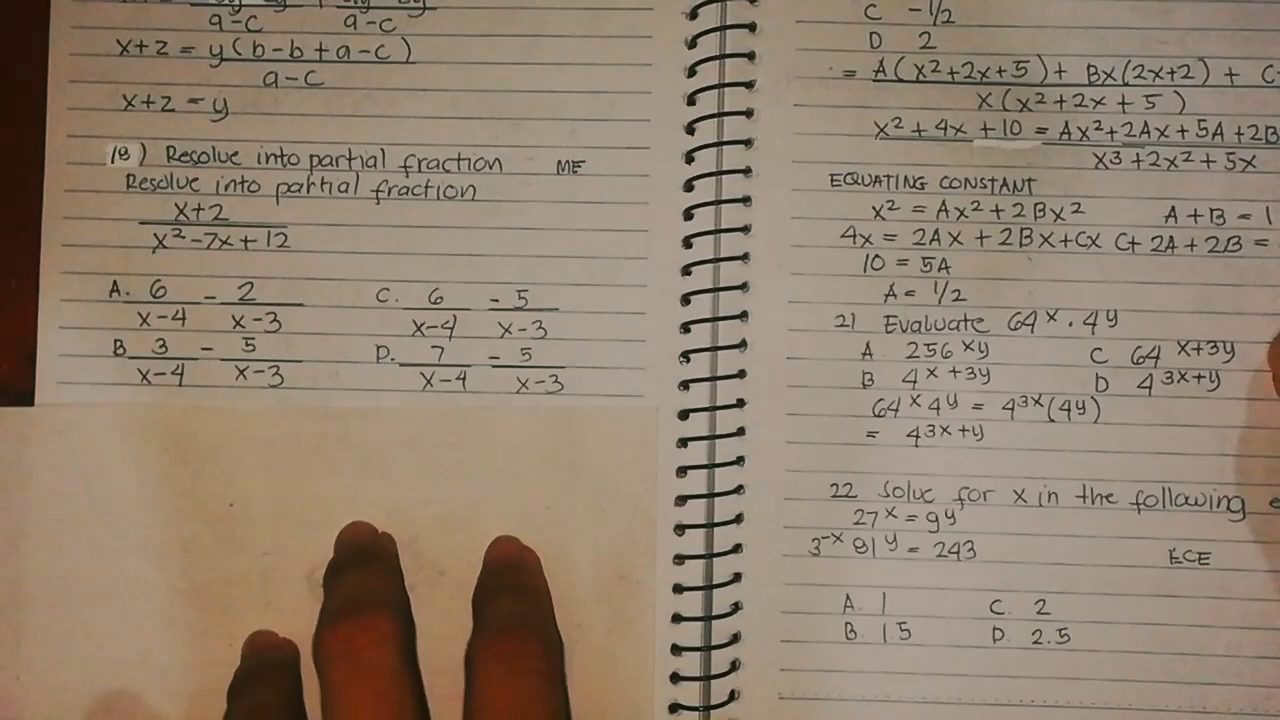 a-c a-c
x+z = y(b-b+a-c)
a-c
x+z = y
18) Resolve into partial fraction ME
Resolve into partial fraction
x+2
x²-7x+12
A. 6 - 2 C. 6 - 5
x-4 x-3 x-4 x-3
B. 3 - 5 D. 7 - 5
x-4 x-3 x-4 x-3
C -1/2
D 2
= A(x²+2x+5) + Bx(2x+2) + C
x(x²+2x+5)
x²+4x+10 = Ax²+2Ax+5A+2B
x3+2x²+5x
EQUATING CONSTANT
x² = Ax²+2Bx² A+B = 1
4x = 2Ax + 2Bx+Cx C+2A+2B =
10 = 5A
A = 1/2
21 Evaluate 64ˣ . 4ʸ
A 256ˣʸ C 64ˣ⁺³ʸ
B 4ˣ⁺³ʸ D 4³ˣ⁺ʸ
64ˣ4ʸ = 4³ˣ(4ʸ)
= 4³ˣ⁺ʸ
22 Solve for x in the following
27ˣ = 9ʸ
3⁻ˣ 81ʸ = 243 ECE
A. 1 C. 2
B. 1.5 D. 2.5